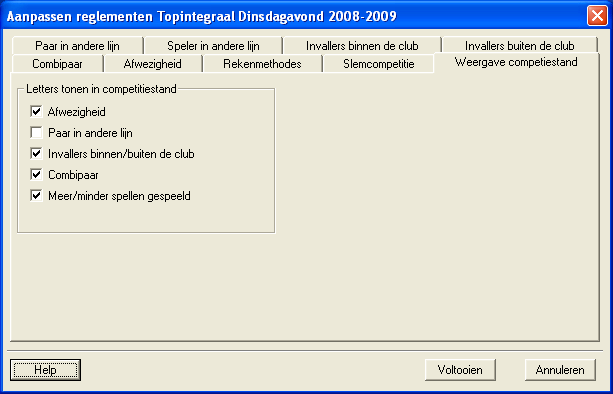 Aanpassen reglementen Topintegraal Dinsdagavond 2008-2009
Paar in andere lijn Speler in andere lijn Invallers binnen de club Invallers buiten de club
Combipaar Afwezigheid Rekenmethodes Slemcompetitie Weergave competiestand
Letters tonen in competitiestand
Afwezigheid
Paar in andere lijn
Invallers binnen/buiten de club
Combipaar
Meer/minder spellen gespeeld
Help Voltooien Annuleren